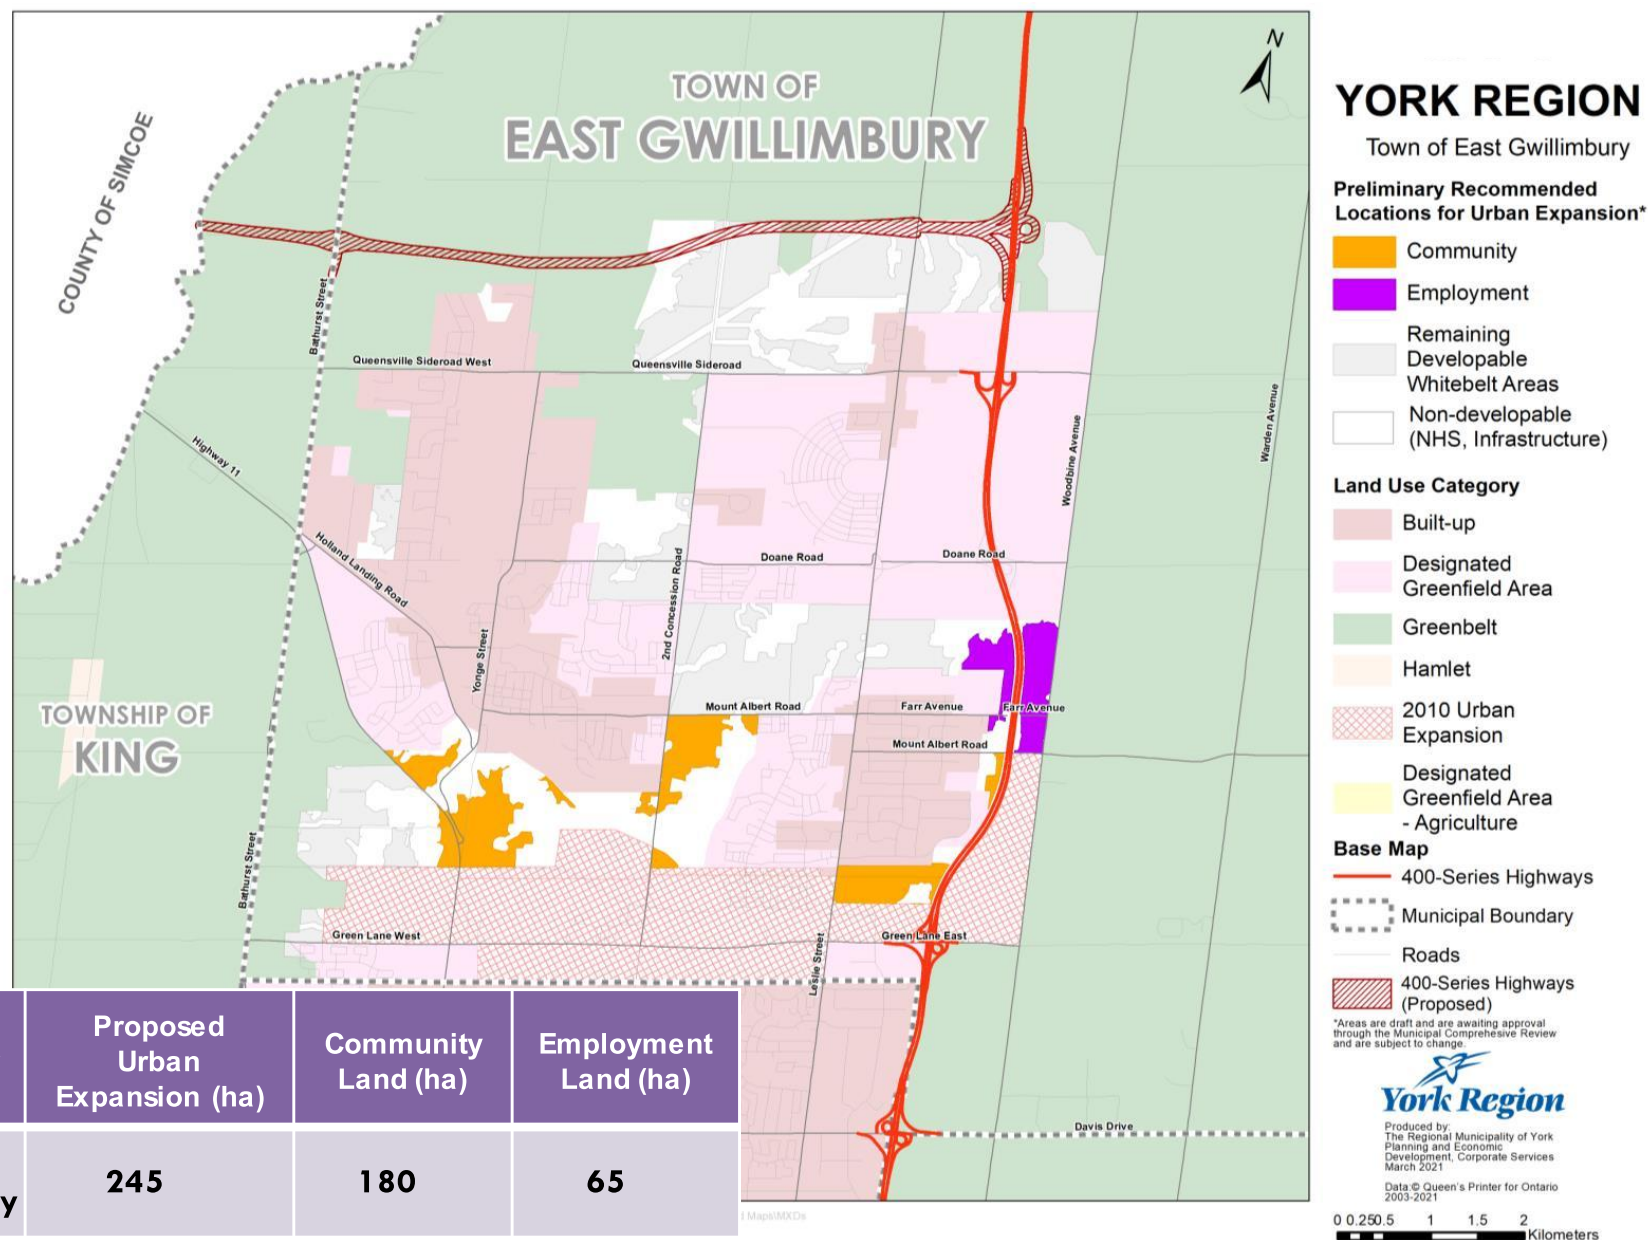 TOWN OF
EAST GWILLIMBURY
N
COUNTY OF SIMCOE
Bathurst Street
Queensville Sideroad West
Queensville Sideroad
Highway 11
Holland Landing Road
Woodbine Avenue
Warden Avenue
Doane Road
Doane Road
2nd Concession Road
Yonge Street
Mount Albert Road
Farr Avenue
Farr Avenue
Mount Albert Road
TOWNSHIP OF
KING
Bathurst Street
Green Lane West
Green Lane East
Leslie Street
Davis Drive
YORK REGION
Town of East Gwillimbury
Preliminary Recommended
Locations for Urban Expansion*
Community
Employment
Remaining
Developable
Whitebelt Areas
Non-developable
(NHS, Infrastructure)
Land Use Category
Built-up
Designated
Greenfield Area
Greenbelt
Hamlet
2010 Urban
Expansion
Designated
Greenfield Area
- Agriculture
Base Map
400-Series Highways
Municipal Boundary
Roads
400-Series Highways
(Proposed)
*Areas are draft and are awaiting approval
through the Municipal Comprehesive Review
and are subject to change.
York Region
Produced by:
The Regional Municipality of York
Planning and Economic
Development, Corporate Services
March 2021
Data:© Queen's Printer for Ontario
2003-2021
0 0.250.5 1 1.5 2
Kilometers
Proposed
Urban
Expansion (ha)
Community
Land (ha)
Employment
Land (ha)
y
245
180
65
Maps\MXDs